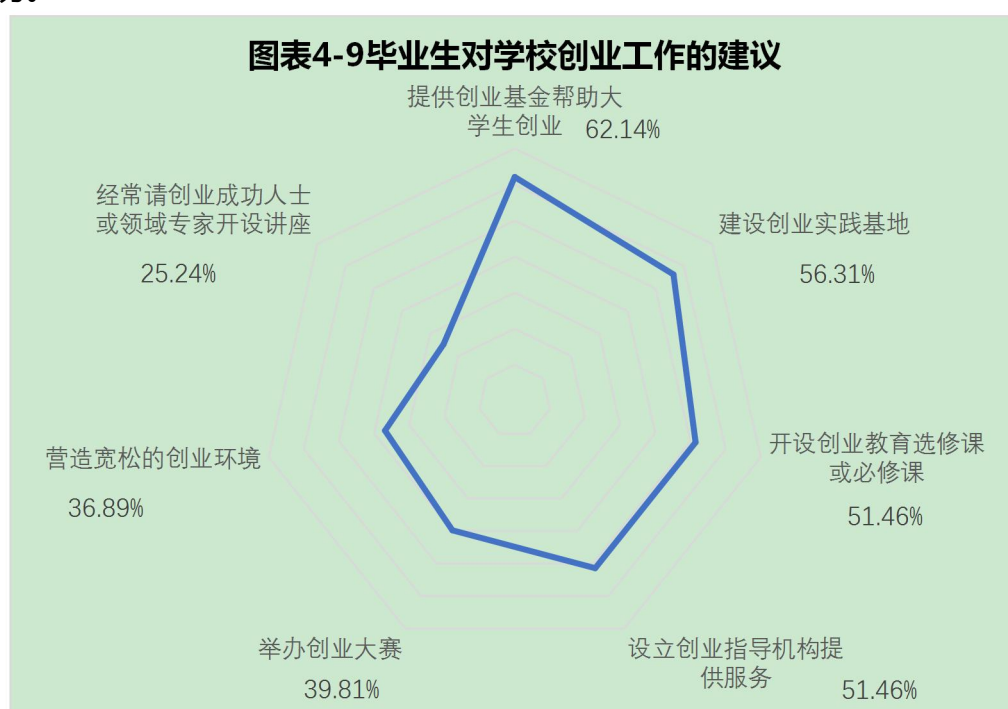 图表4-9毕业生对学校创业工作的建议
提供创业基金帮助大
学生创业 62.14%
建设创业实践基地
56.31%
开设创业教育选修课
或必修课
51.46%
设立创业指导机构提
供服务 51.46%
举办创业大赛
39.81%
营造宽松的创业环境
36.89%
经常请创业成功人士
或领域专家开设讲座
25.24%